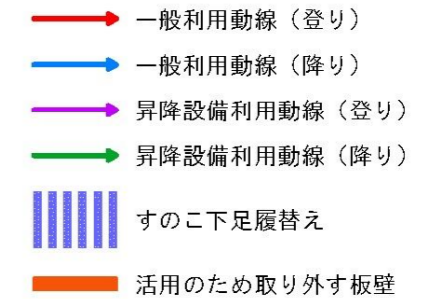 一般利用動線（登り）
一般利用動線（降り）
昇降設備利用動線（登り）
昇降設備利用動線（降り）
すのこ下足履替え
活用のため取り外す板壁